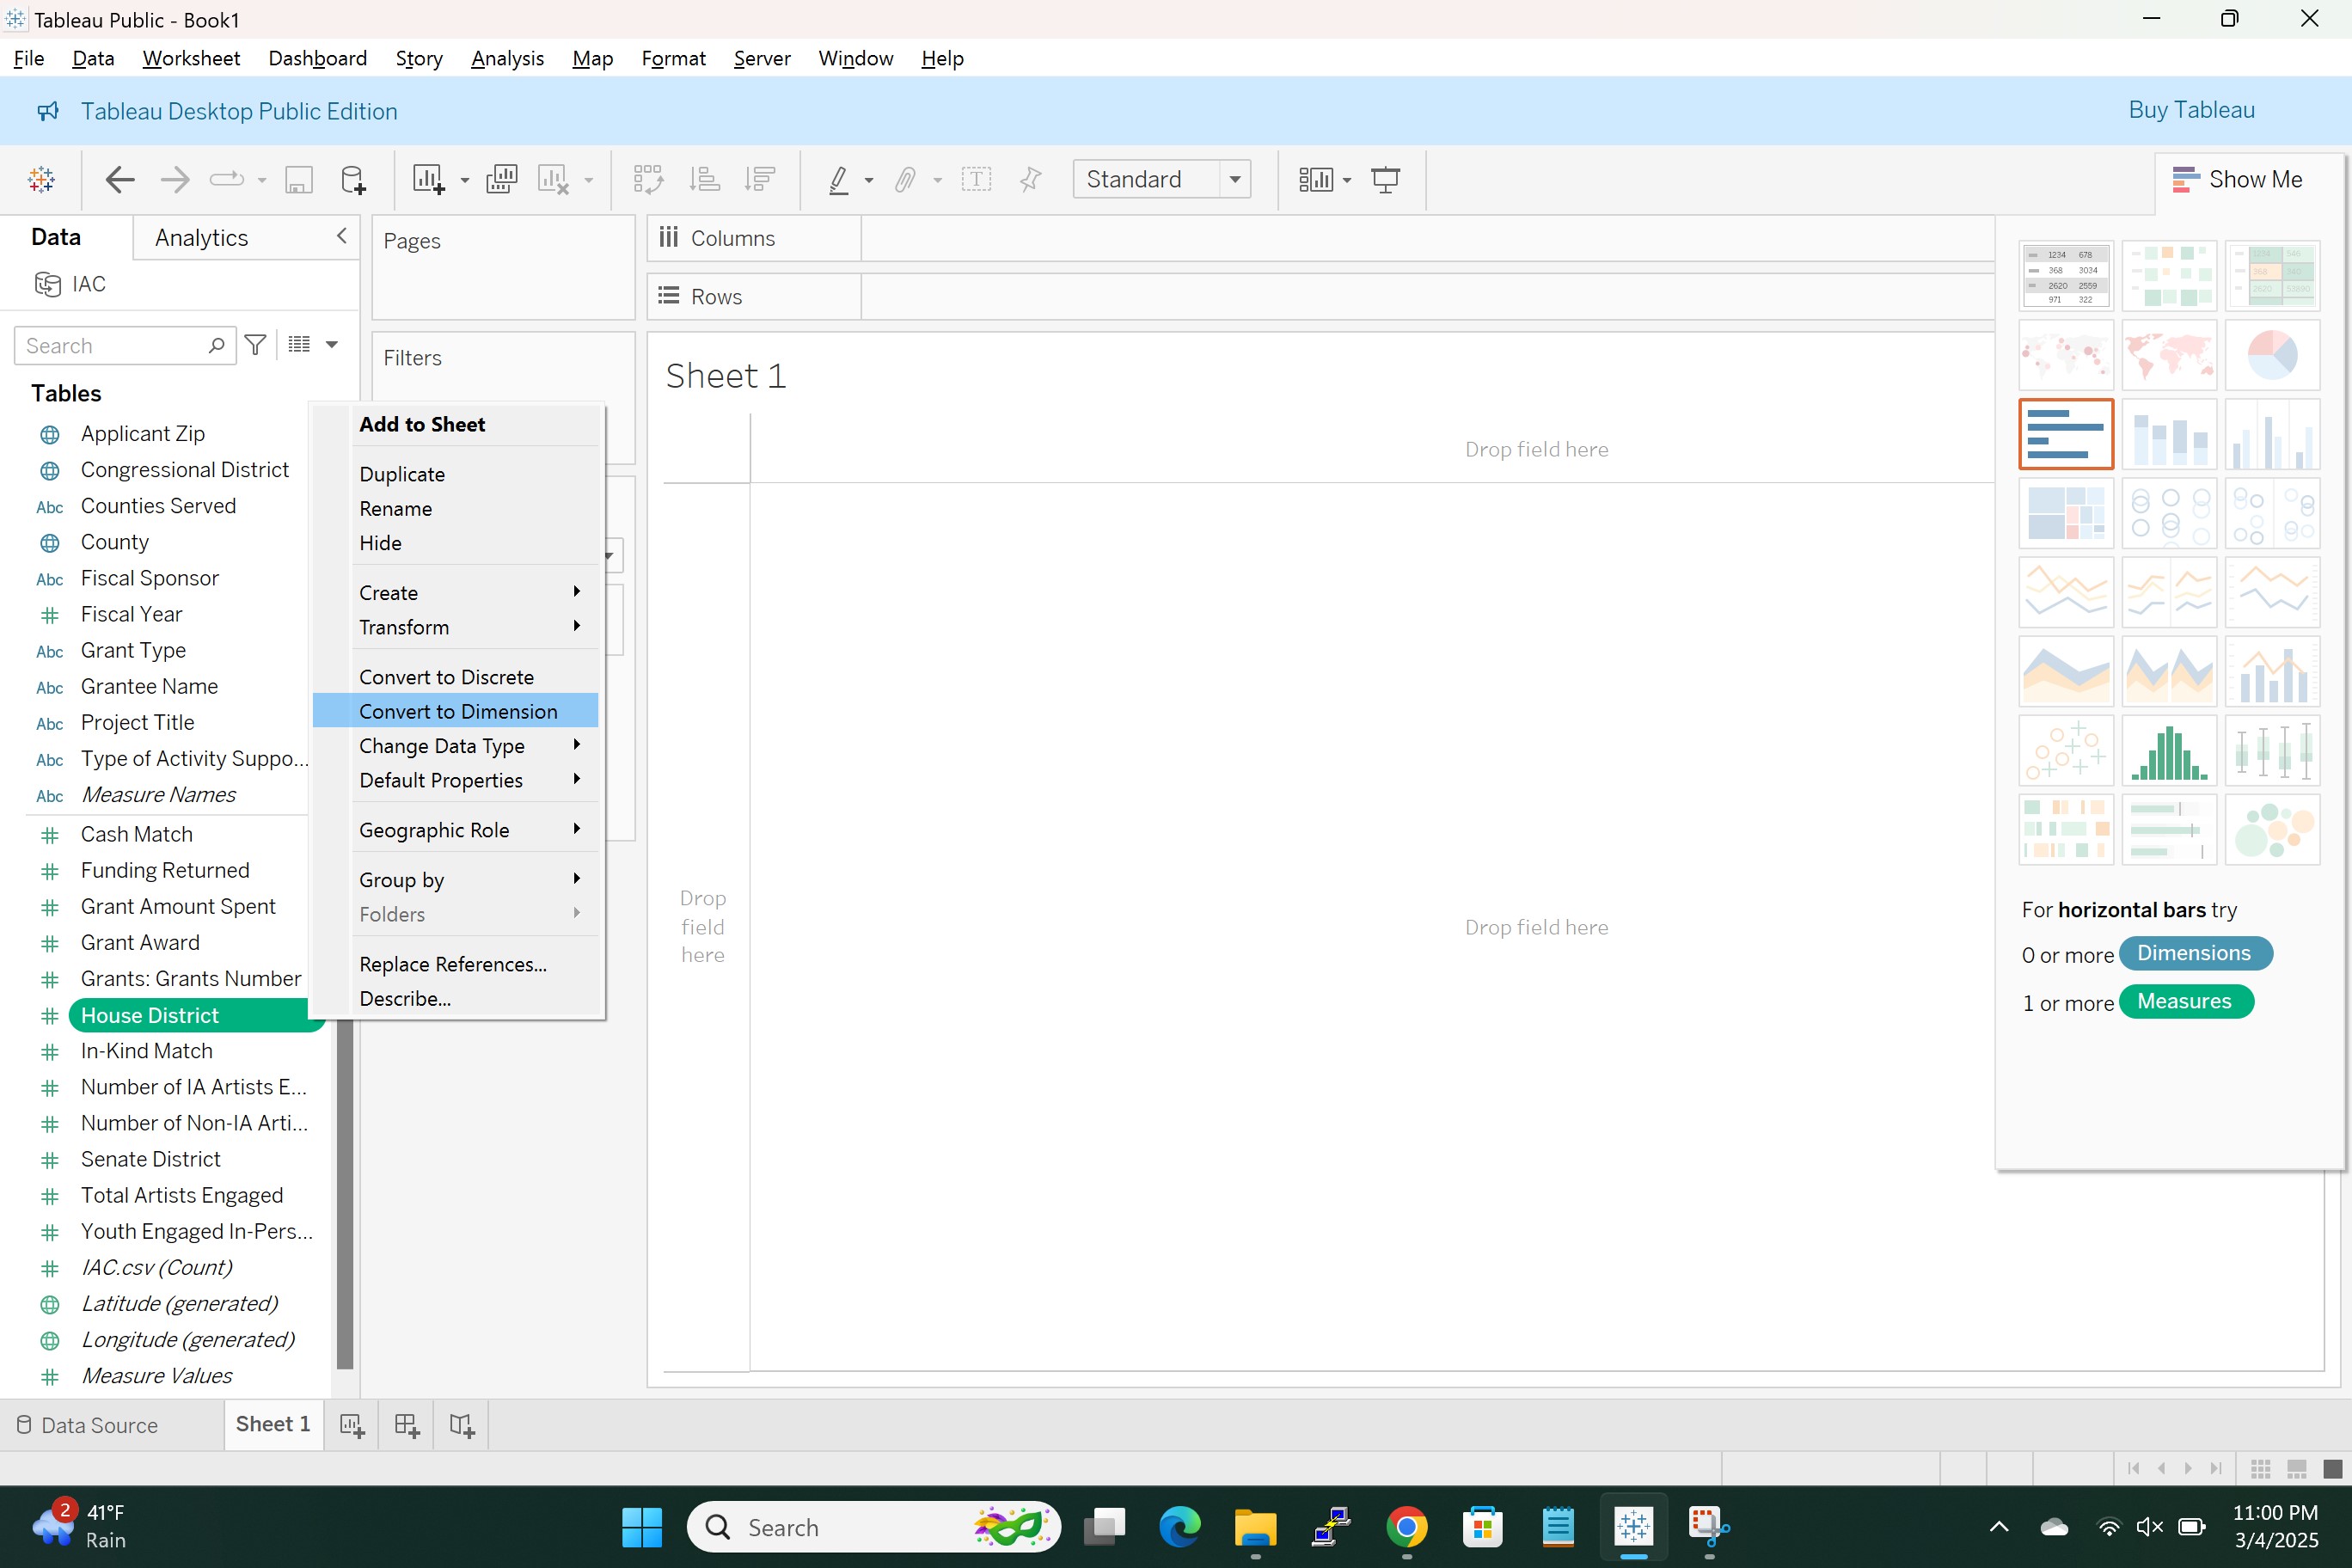 Tableau Public - Book1
File Data Worksheet Dashboard Story Analysis Map Format Server Window Help
Tableau Desktop Public Edition
Buy Tableau
Standard
Show Me
Data
Analytics
IAC
Search
Tables
Applicant Zip
Congressional District
Abc Counties Served
County
Abc Fiscal Sponsor
Fiscal Year
Abc Grant Type
Abc Grantee Name
Abc Project Title
Abc Type of Activity Suppo...
Abc Measure Names
Cash Match
Funding Returned
Grant Amount Spent
Grant Award
Grants: Grants Number
House District
In-Kind Match
Number of IA Artists E...
Number of Non-IA Arti...
Senate District
Total Artists Engaged
Youth Engaged In-Pers...
IAC.csv (Count)
Latitude (generated)
Longitude (generated)
Measure Values
Add to Sheet
Duplicate
Rename
Hide
Create
Transform
Convert to Discrete
Convert to Dimension
Change Data Type
Default Properties
Geographic Role
Group by
Folders
Replace References...
Describe...
Pages
Filters
Columns
Rows
Sheet 1
Drop field here
Drop
field
here
Drop field here
1234 678
368 3034
2620 2559
971 322
For horizontal bars try
0 or more Dimensions
1 or more Measures
Data Source
Sheet 1
2
41°F
Rain
Search
11:00 PM
3/4/2025